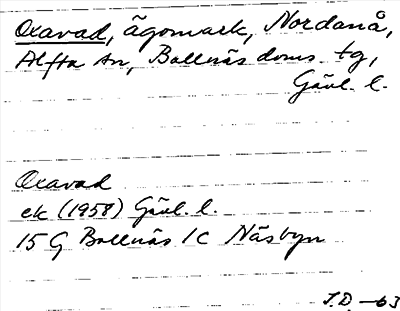 Oxavad, ägomark, Nordanå,
Alfta sn, Bollnäs doms. tg,
Gävl. l.
Oxavad
ek (1958) Gävl. l.
15 G Bollnäs 1C Näsbyn
J.D -63